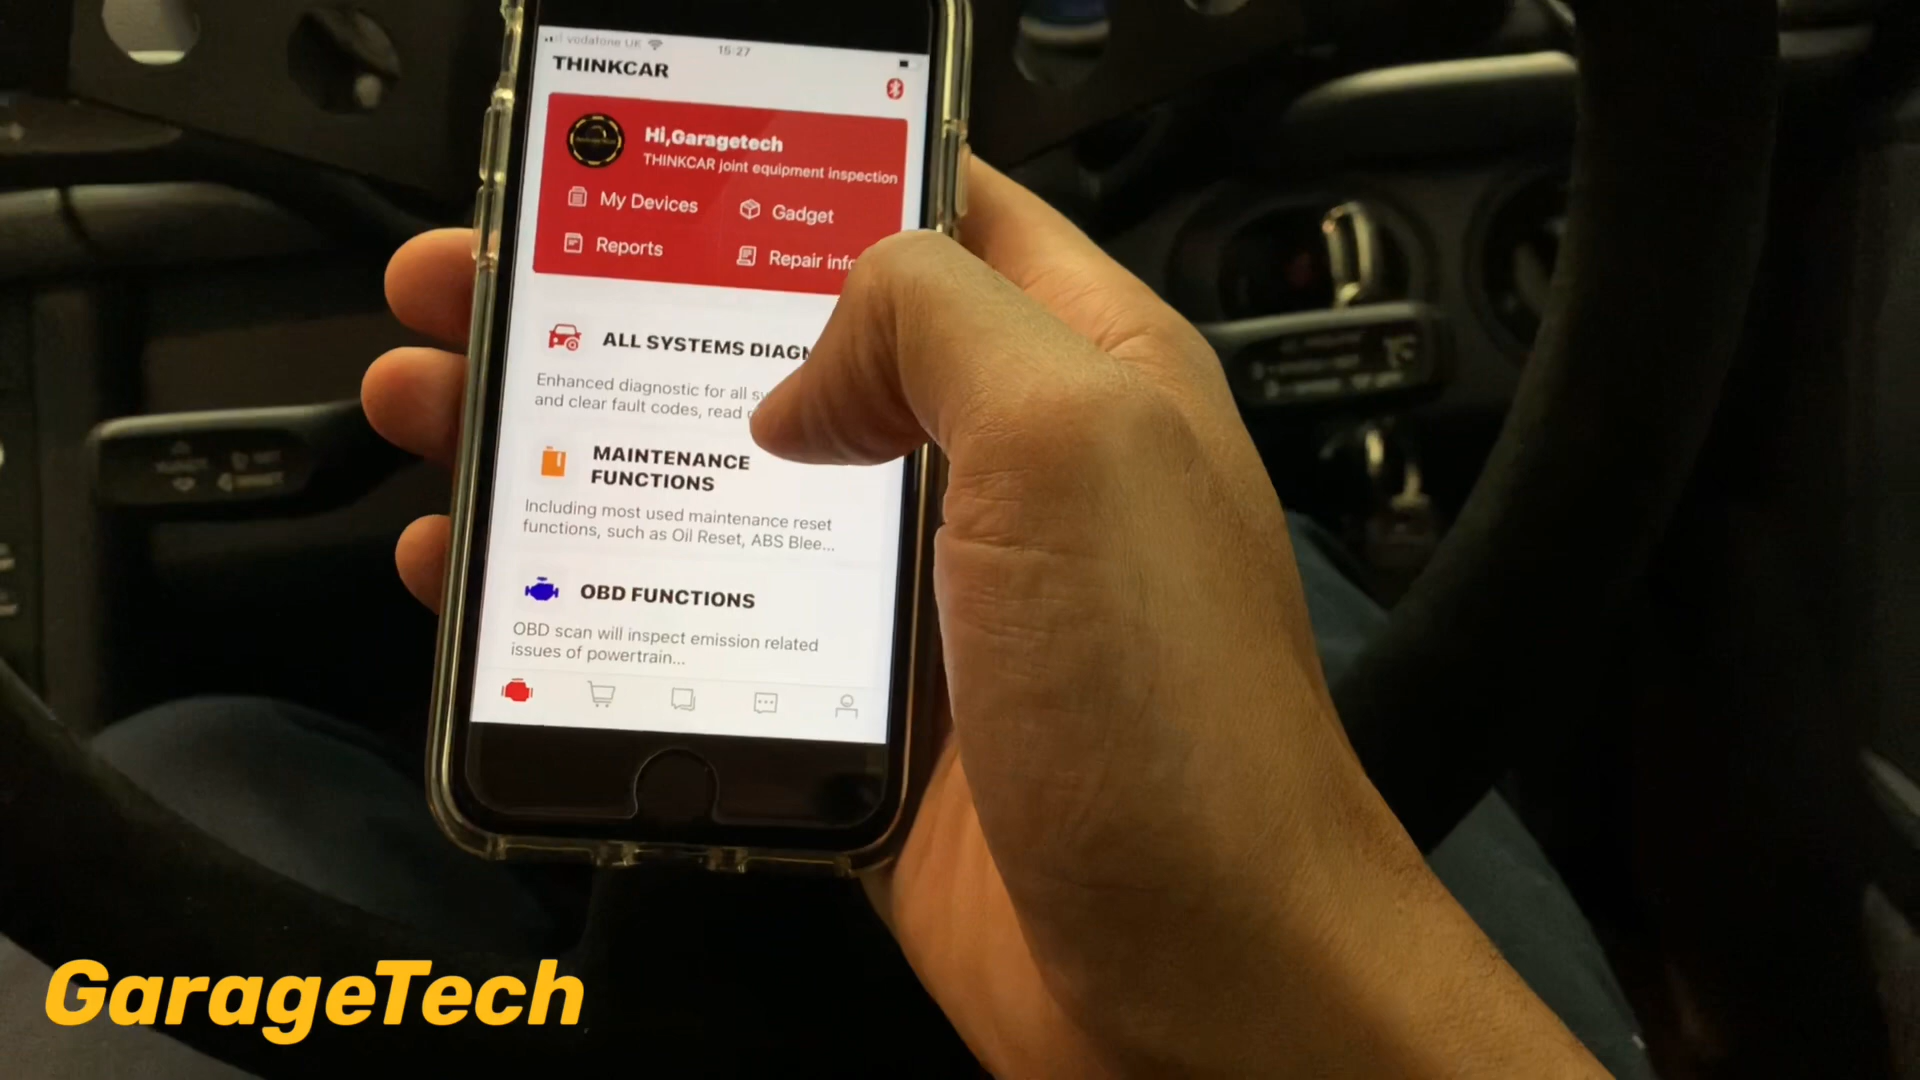 vodafone UK
15:27
THINKCAR
Hi,Garagetech
THINKCAR joint equipment inspection
My Devices
Gadget
Reports
Repair info
ALL SYSTEMS DIAGN
Enhanced diagnostic for all sy
and clear fault codes, read
MAINTENANCE
FUNCTIONS
Including most used maintenance reset
functions, such as Oil Reset, ABS Blee...
OBD FUNCTIONS
OBD scan will inspect emission related
issues of powertrain...
GarageTech